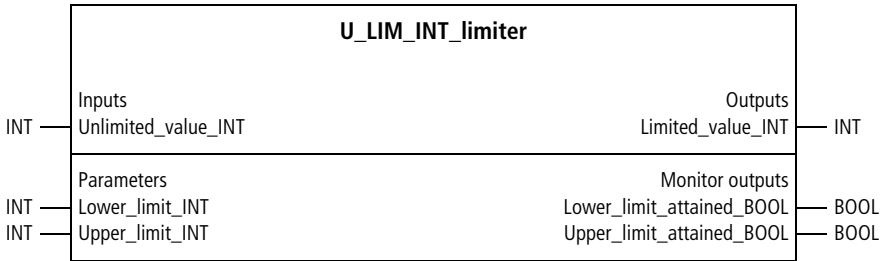 U_LIM_INT_limiter
Inputs Outputs
INT Unlimited_value_INT Limited_value_INT INT
Parameters Monitor outputs
INT Lower_limit_INT Lower_limit_attained_BOOL BOOL
INT Upper_limit_INT Upper_limit_attained_BOOL BOOL